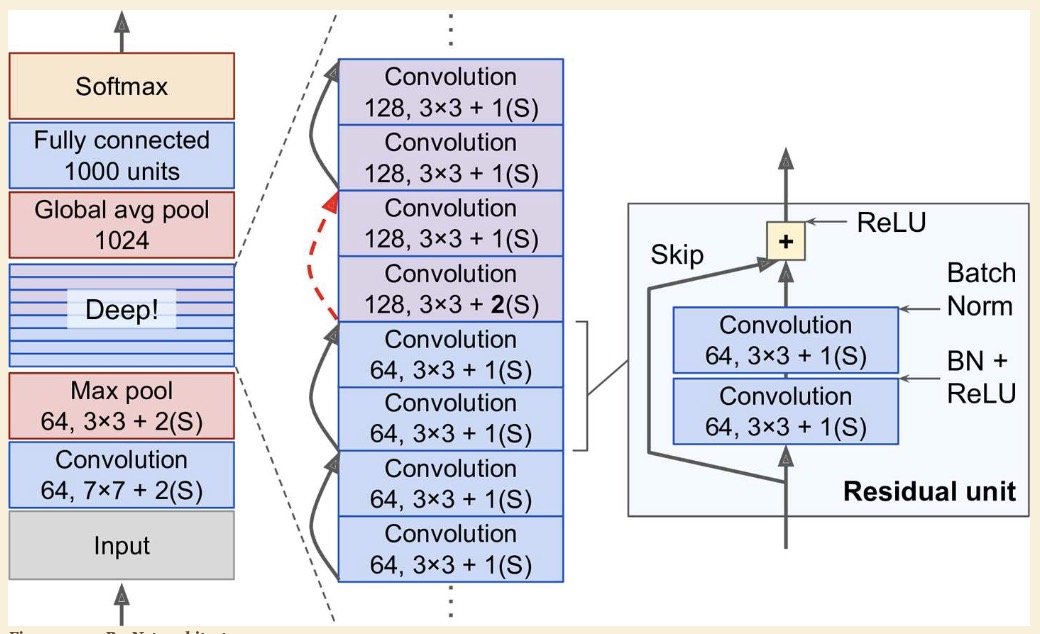 Softmax
Fully connected
1000 units
Global avg pool
1024
Deep!
Max pool
64, 3×3 + 2(S)
Convolution
64, 7×7 + 2(S)
Input
Convolution
128, 3×3 + 1(S)
Convolution
128, 3×3 + 1(S)
Convolution
128, 3×3 + 1(S)
Convolution
128, 3×3 + 2(S)
Convolution
64, 3×3 + 1(S)
Convolution
64, 3×3 + 1(S)
Convolution
64, 3×3 + 1(S)
Convolution
64, 3×3 + 1(S)
+
ReLU
Skip
Batch
Norm
Convolution
64, 3×3 + 1(S)
BN +
ReLU
Convolution
64, 3×3 + 1(S)
Residual unit